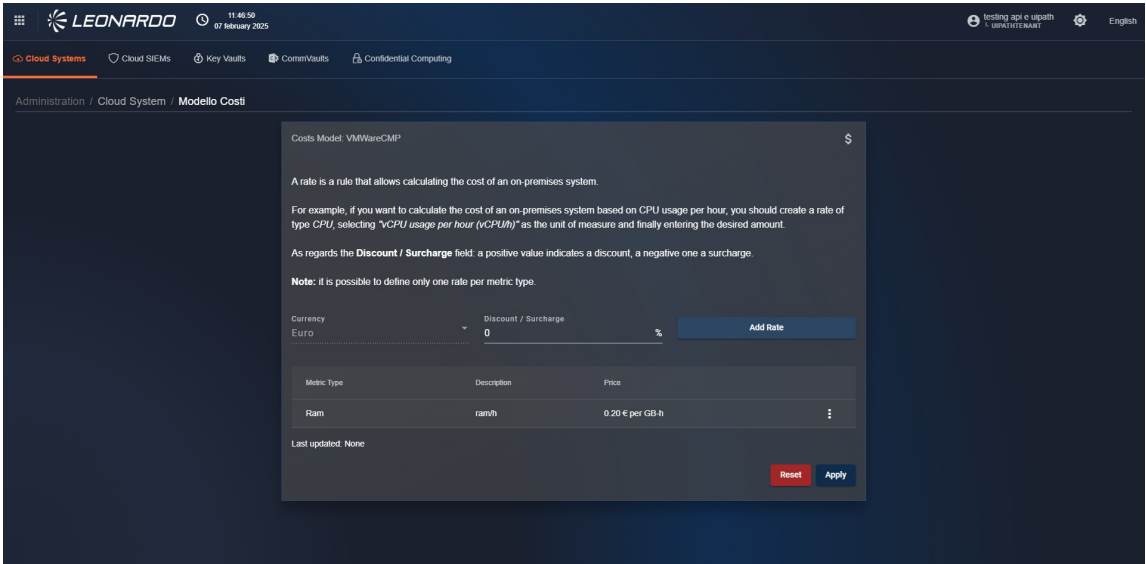 LEONARDO
11:46:50
07 february 2025
testing api e uipath
UIPATHTENANT
English
Cloud Systems
Cloud SIEMs
Key Vaults
CommVaults
Confidential Computing
Administration / Cloud System / Modello Costi
Costs Model: VMWareCMP
$
A rate is a rule that allows calculating the cost of an on-premises system.
For example, if you want to calculate the cost of an on-premises system based on CPU usage per hour, you should create a rate of
type CPU, selecting "vCPU usage per hour (vCPU/h)" as the unit of measure and finally entering the desired amount.
As regards the Discount / Surcharge field: a positive value indicates a discount, a negative one a surcharge.
Note: it is possible to define only one rate per metric type.
Currency
Euro
Discount / Surcharge
0 %
Add Rate
Metric Type Description Price
Ram ram/h 0.20 € per GB-h
Last updated: None
Reset Apply